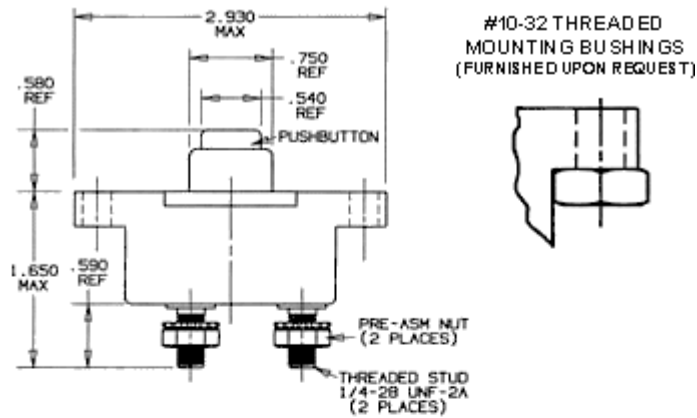 2.930
MAX
#10-32 THREADED
MOUNTING BUSHINGS
(FURNISHED UPON REQUEST)
.750
REF
.580
REF
.540
REF
PUSHBUTTON
1.650
MAX
.590
REF
PRE-ASM NUT
(2 PLACES)
THREADED STUD
1/4-28 UNF-2A
(2 PLACES)